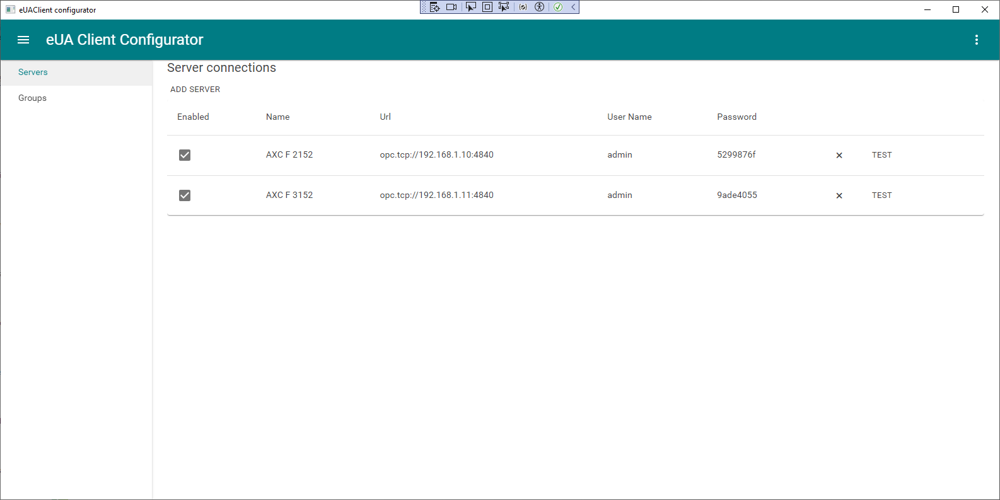 eUAClient configurator
eUA Client Configurator
Servers
Groups
Server connections
ADD SERVER
Enabled Name Url User Name Password
AXC F 2152 opc.tcp://192.168.1.10:4840 admin 5299876f TEST
AXC F 3152 opc.tcp://192.168.1.11:4840 admin 9ade4055 TEST